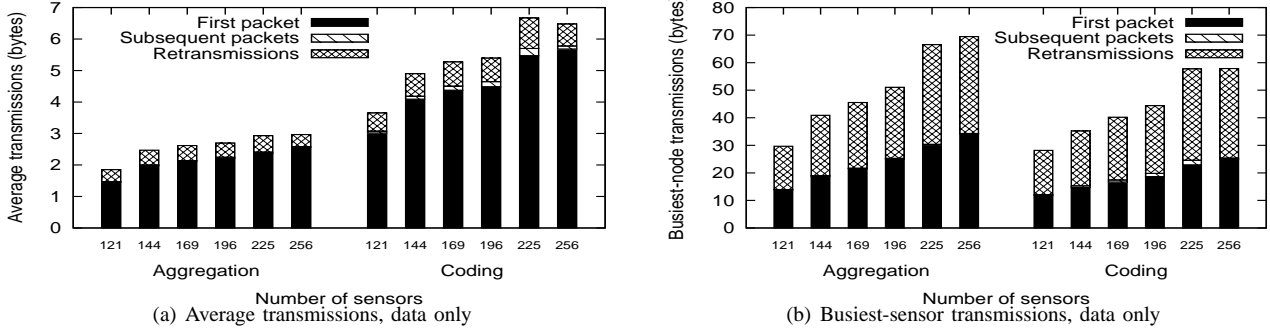 Average transmissions (bytes)
7
6
5
4
3
2
1
0
First packet
Subsequent packets
Retransmissions
121 144 169 196 225 256 121 144 169 196 225 256
Aggregation Coding
Number of sensors
(a) Average transmissions, data only
Busiest-node transmissions (bytes)
80
70
60
50
40
30
20
10
0
First packet
Subsequent packets
Retransmissions
121 144 169 196 225 256 121 144 169 196 225 256
Aggregation Coding
Number of sensors
(b) Busiest-sensor transmissions, data only